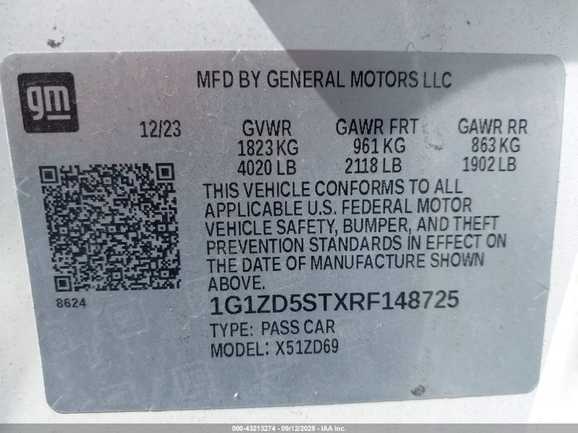 gm
MFD BY GENERAL MOTORS LLC
12/23 GVWR GAWR FRT GAWR RR
1823 KG 961 KG 863 KG
4020 LB 2118 LB 1902 LB
THIS VEHICLE CONFORMS TO ALL
APPLICABLE U.S. FEDERAL MOTOR
VEHICLE SAFETY, BUMPER, AND THEFT
PREVENTION STANDARDS IN EFFECT ON
THE DATE OF MANUFACTURE SHOWN
ABOVE.
8624
1G1ZD5STXRF148725
TYPE: PASS CAR
MODEL: X51ZD69
000-43213274 - 09/12/2025 - IAA Inc.